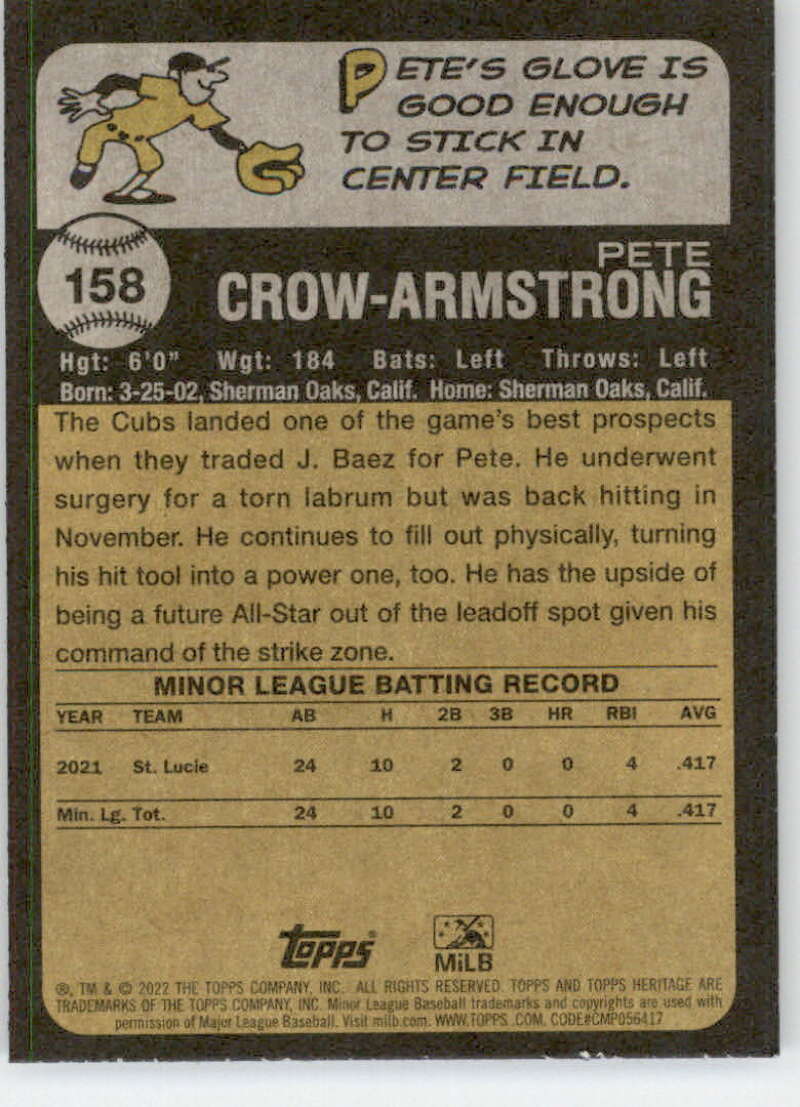 PETE'S GLOVE IS
GOOD ENOUGH
TO STICK IN
CENTER FIELD.
158
PETE
CROW-ARMSTRONG
Hgt: 6'0" Wgt: 184 Bats: Left Throws: Left
Born: 3-25-02, Sherman Oaks, Calif. Home: Sherman Oaks, Calif.
The Cubs landed one of the game's best prospects
when they traded J. Baez for Pete. He underwent
surgery for a torn labrum but was back hitting in
November. He continues to fill out physically, turning
his hit tool into a power one, too. He has the upside of
being a future All-Star out of the leadoff spot given his
command of the strike zone.
MINOR LEAGUE BATTING RECORD
YEAR TEAM AB H 2B 3B HR RBI AVG
2021 St. Lucie 24 10 2 0 0 4 .417
Min. Lg. Tot. 24 10 2 0 0 4 .417
Topps®
MiLB
®, TM & © 2022 THE TOPPS COMPANY, INC. ALL RIGHTS RESERVED. TOPPS AND TOPPS HERITAGE ARE
TRADEMARKS OF THE TOPPS COMPANY, INC. Minor League Baseball trademarks and copyrights are used with
permission of Major League Baseball. Visit milb.com. WWW.TOPPS.COM. CODE#CMP056417